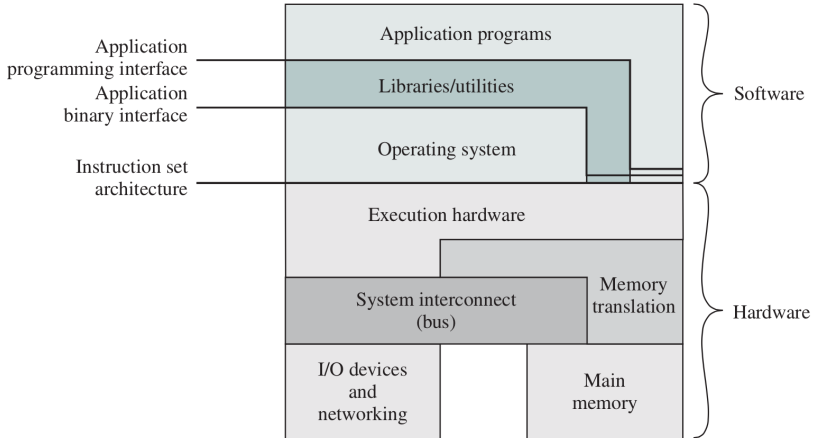 Application programs
Application
programming interface
Libraries/utilities
Software
Application
binary interface
Operating system
Instruction set
architecture
Execution hardware
Memory
translation
System interconnect
(bus)
Hardware
I/O devices
and
networking
Main
memory